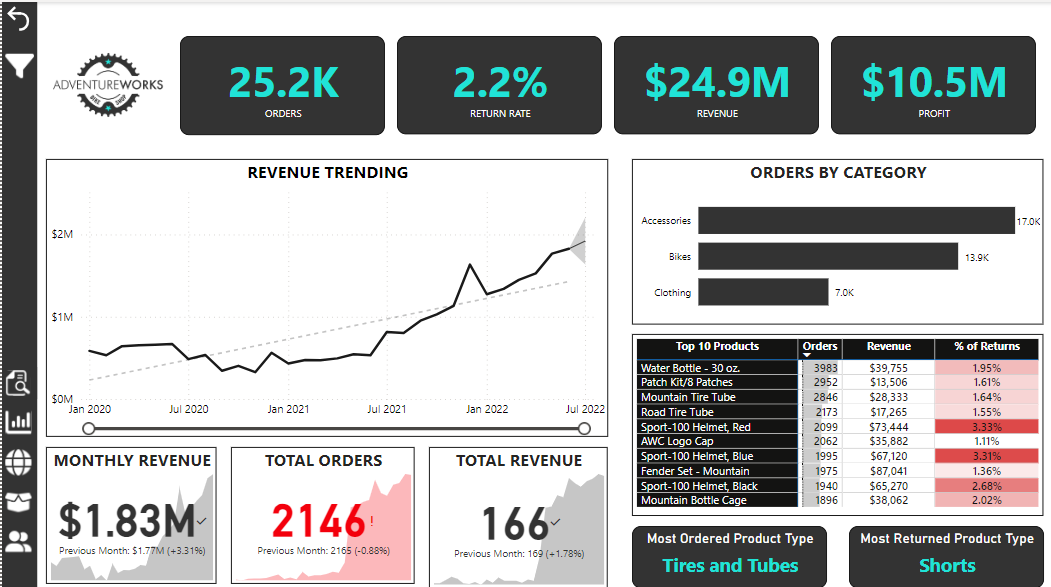 ADVENTUREWORKS
BIKE SHOP
25.2K
ORDERS
2.2%
RETURN RATE
$24.9M
REVENUE
$10.5M
PROFIT
REVENUE TRENDING
$2M
$1M
$0M
Jan 2020 Jul 2020 Jan 2021 Jul 2021 Jan 2022 Jul 2022
ORDERS BY CATEGORY
Accessories 17.0K
Bikes 13.9K
Clothing 7.0K
Top 10 Products Orders Revenue % of Returns
Water Bottle - 30 oz. 3983 $39,755 1.95%
Patch Kit/8 Patches 2952 $13,506 1.61%
Mountain Tire Tube 2846 $28,333 1.64%
Road Tire Tube 2173 $17,265 1.55%
Sport-100 Helmet, Red 2099 $73,444 3.33%
AWC Logo Cap 2062 $35,882 1.11%
Sport-100 Helmet, Blue 1995 $67,120 3.31%
Fender Set - Mountain 1975 $87,041 1.36%
Sport-100 Helmet, Black 1940 $65,270 2.68%
Mountain Bottle Cage 1896 $38,062 2.02%
MONTHLY REVENUE
$1.83M
Previous Month: $1.77M (+3.31%)
TOTAL ORDERS
2146!
Previous Month: 2165 (-0.88%)
TOTAL REVENUE
166
Previous Month: 169 (+1.78%)
Most Ordered Product Type
Tires and Tubes
Most Returned Product Type
Shorts